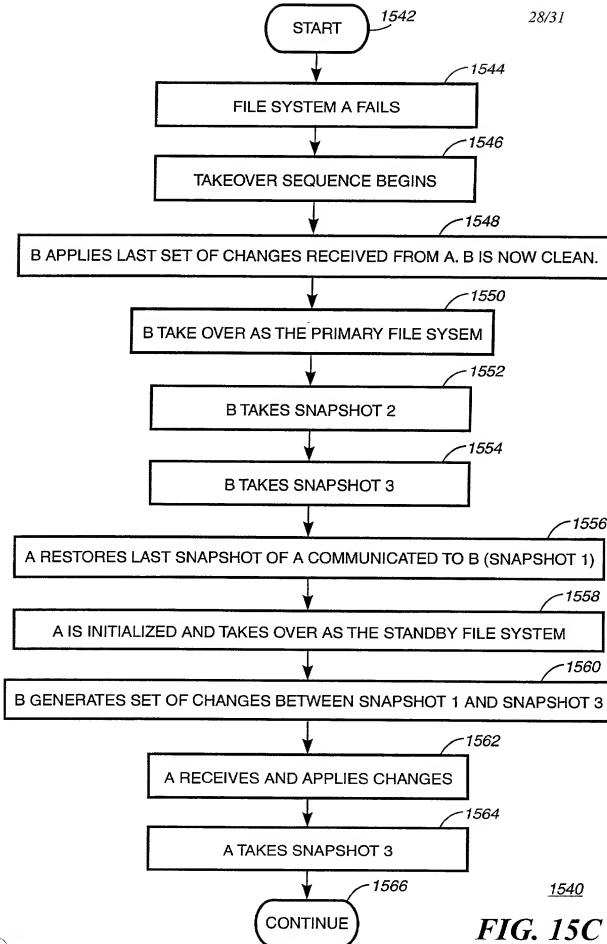 START
1542
28/31
1544
FILE SYSTEM A FAILS
1546
TAKEOVER SEQUENCE BEGINS
1548
B APPLIES LAST SET OF CHANGES RECEIVED FROM A. B IS NOW CLEAN.
1550
B TAKE OVER AS THE PRIMARY FILE SYSEM
1552
B TAKES SNAPSHOT 2
1554
B TAKES SNAPSHOT 3
1556
A RESTORES LAST SNAPSHOT OF A COMMUNICATED TO B (SNAPSHOT 1)
1558
A IS INITIALIZED AND TAKES OVER AS THE STANDBY FILE SYSTEM
1560
B GENERATES SET OF CHANGES BETWEEN SNAPSHOT 1 AND SNAPSHOT 3
1562
A RECEIVES AND APPLIES CHANGES
1564
A TAKES SNAPSHOT 3
1566
CONTINUE
1540
FIG. 15C